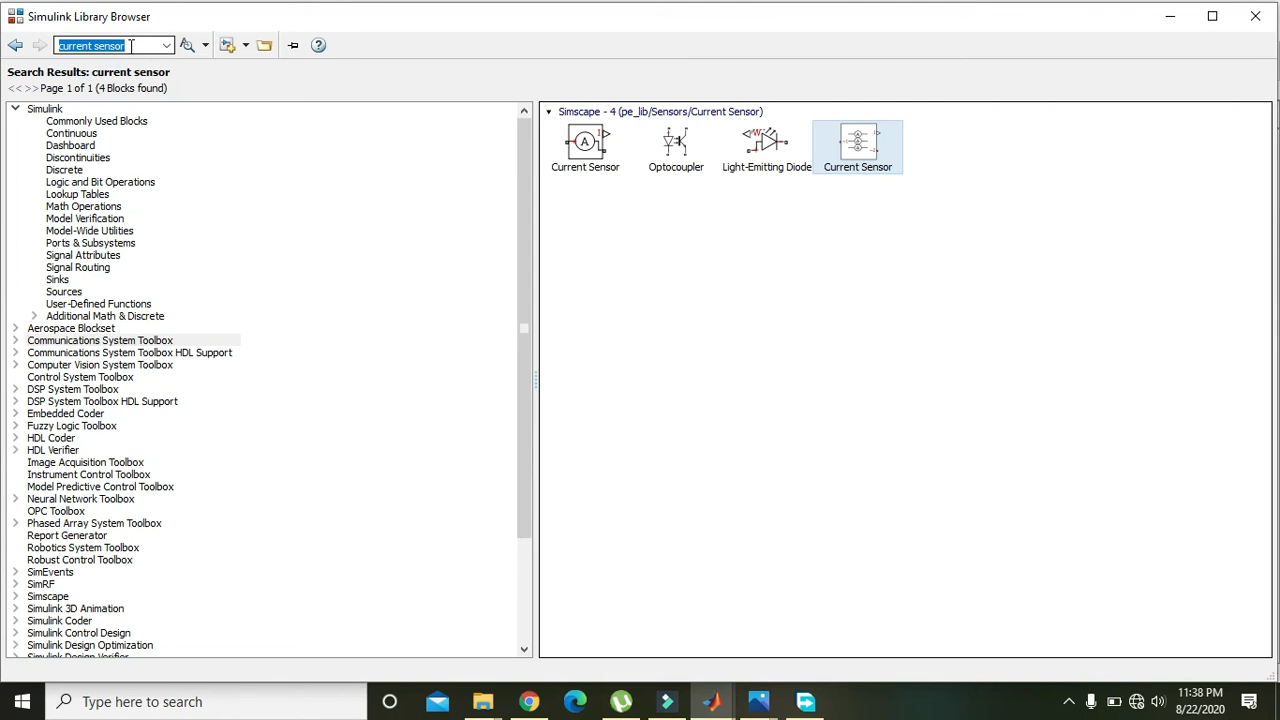 Simulink Library Browser
current sensor
Search Results: current sensor
<< >> Page 1 of 1 (4 Blocks found)
Simulink
Commonly Used Blocks
Continuous
Dashboard
Discontinuities
Discrete
Logic and Bit Operations
Lookup Tables
Math Operations
Model Verification
Model-Wide Utilities
Ports & Subsystems
Signal Attributes
Signal Routing
Sinks
Sources
User-Defined Functions
Additional Math & Discrete
Aerospace Blockset
Communications System Toolbox
Communications System Toolbox HDL Support
Computer Vision System Toolbox
Control System Toolbox
DSP System Toolbox
DSP System Toolbox HDL Support
Embedded Coder
Fuzzy Logic Toolbox
HDL Coder
HDL Verifier
Image Acquisition Toolbox
Instrument Control Toolbox
Model Predictive Control Toolbox
Neural Network Toolbox
OPC Toolbox
Phased Array System Toolbox
Report Generator
Robotics System Toolbox
Robust Control Toolbox
SimEvents
SimRF
Simscape
Simulink 3D Animation
Simulink Coder
Simulink Control Design
Simulink Design Optimization
Simulink Design Verifier
Simscape - 4 (pe_lib/Sensors/Current Sensor)
A
Current Sensor
Optocoupler
Light-Emitting Diode
Current Sensor
Type here to search
11:38 PM
8/22/2020